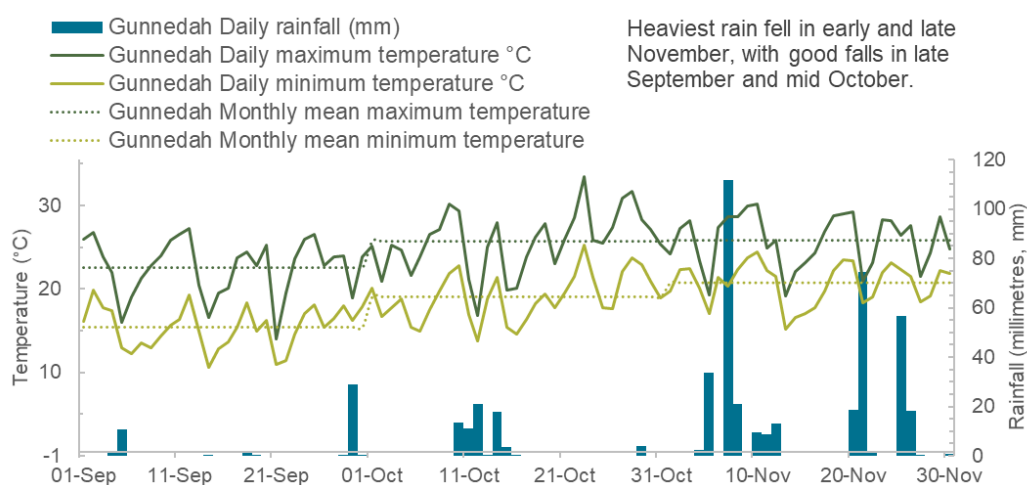 Gunnedah Daily rainfall (mm)
Gunnedah Daily maximum temperature °C
Gunnedah Daily minimum temperature °C
Gunnedah Monthly mean maximum temperature
Gunnedah Monthly mean minimum temperature
Heaviest rain fell in early and late
November, with good falls in late
September and mid October.
Temperature (°C)
30
20
10
-1
120
100
80
60
40
20
0
Rainfall (millimetres, mm)
01-Sep
11-Sep
21-Sep
01-Oct
11-Oct
21-Oct
31-Oct
10-Nov
20-Nov
30-Nov